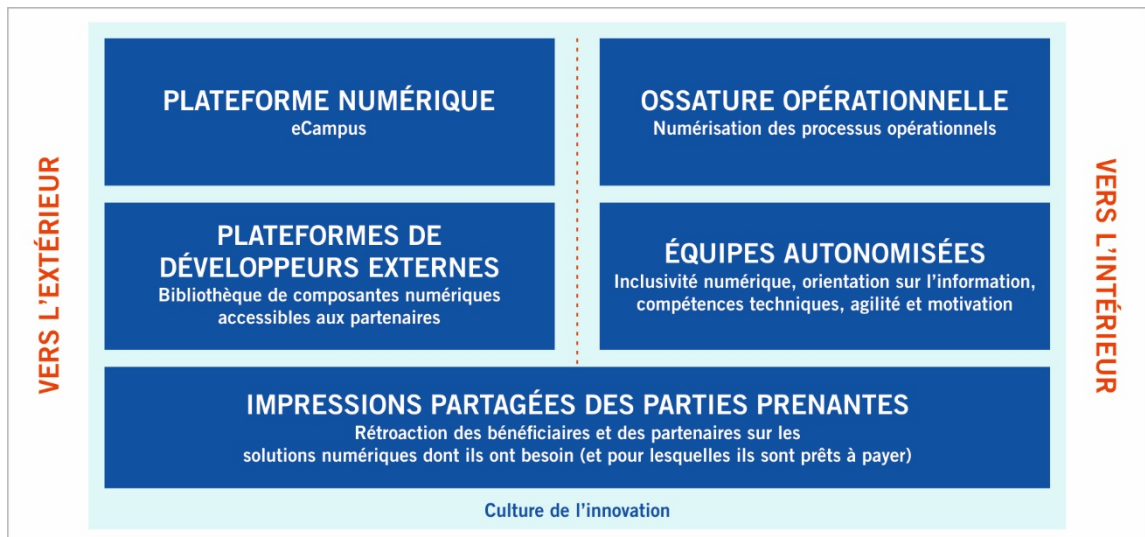 VERS L'EXTÉRIEUR
PLATEFORME NUMÉRIQUE
eCampus
OSSATURE OPÉRATIONNELLE
Numérisation des processus opérationnels
PLATEFORMES DE
DÉVELOPPEURS EXTERNES
Bibliothèque de composantes numériques
accessibles aux partenaires
ÉQUIPES AUTONOMISÉES
Inclusivité numérique, orientation sur l'information,
compétences techniques, agilité et motivation
IMPRESSIONS PARTAGÉES DES PARTIES PRENANTES
Rétroaction des bénéficiaires et des partenaires sur les
solutions numériques dont ils ont besoin (et pour lesquelles ils sont prêts à payer)
Culture de l'innovation
VERS L'INTÉRIEUR